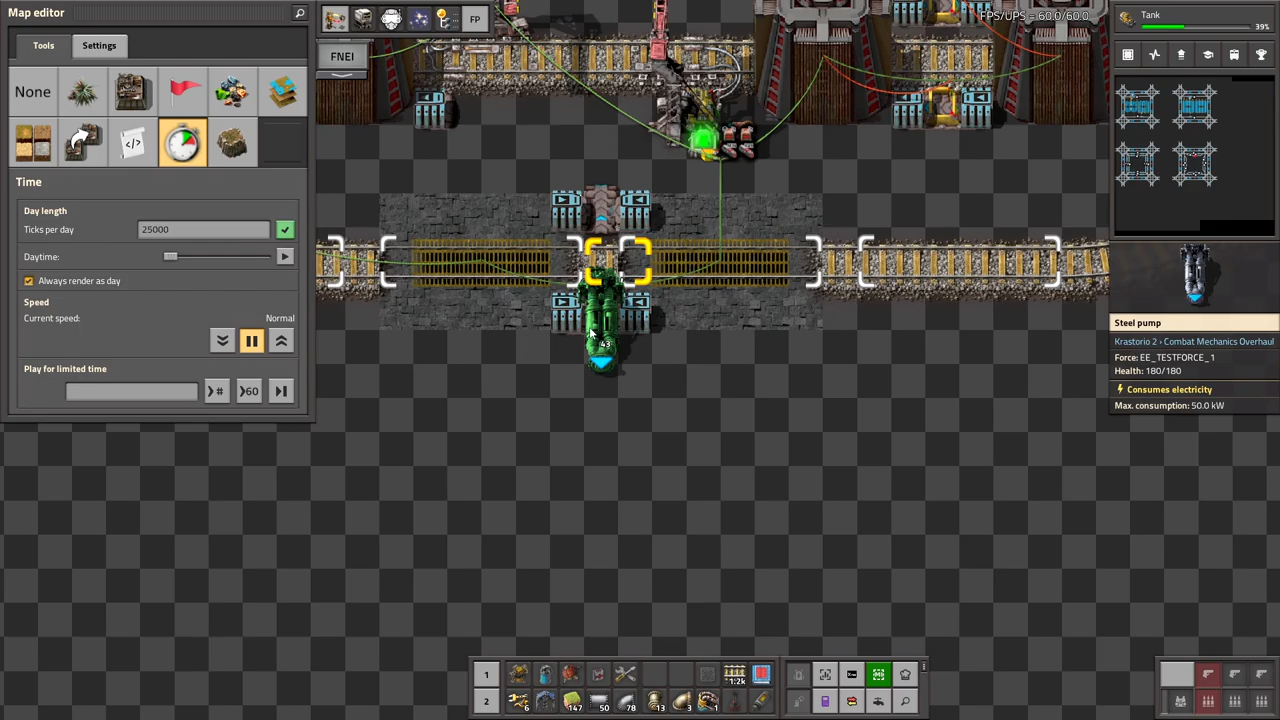 Map editor
Tools
Settings
None
Time
Day length
Ticks per day
25000
Daytime:
Always render as day
Speed
Current speed:
Normal
Play for limited time
>#
>60
FP
FNEI
FPS/UPS = 60.0/60.0
Tank
39%
43
Steel pump
Krastorio 2 › Combat Mechanics Overhaul
Force: EE_TESTFORCE_1
Health: 180/180
Consumes electricity
Max. consumption: 50.0 kW
1
1.2k
2
6
147
50
78
13
1